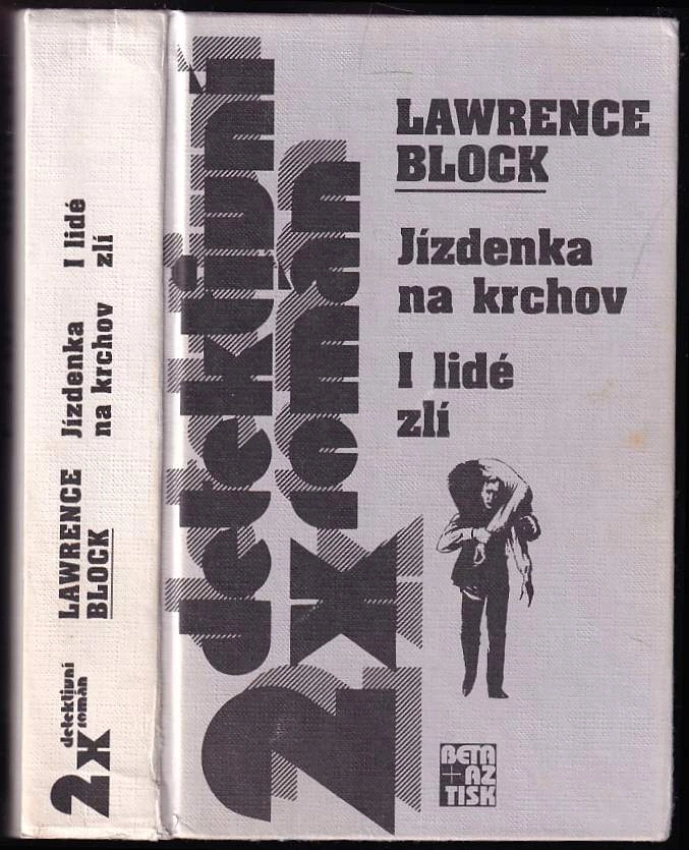 2x detektivní
román
LAWRENCE
BLOCK
Jízdenka
na krchov
I lidé
zlí
2x detektivní
román
LAWRENCE
BLOCK
Jízdenka
na krchov
I lidé
zlí
BETA
+AZ
TISK